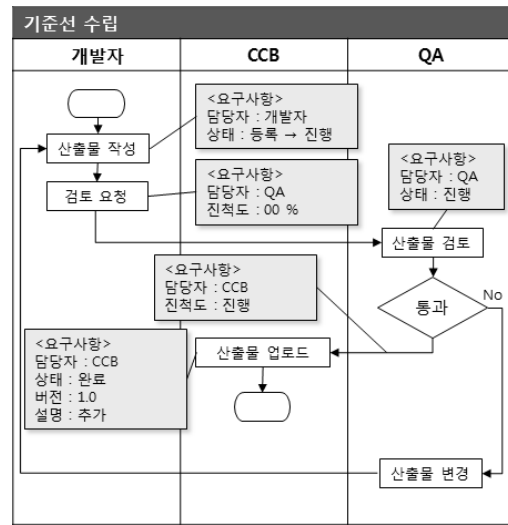 기준선 수립
개발자
CCB
QA
<요구사항>
담당자 : 개발자
상태 : 등록 → 진행
산출물 작성
<요구사항>
담당자 : QA
상태 : 진행
검토 요청
<요구사항>
담당자 : QA
진척도 : 00 %
산출물 검토
<요구사항>
담당자 : CCB
진척도 : 진행
통과
No
<요구사항>
담당자 : CCB
상태 : 완료
버전 : 1.0
설명 : 추가
산출물 업로드
산출물 변경